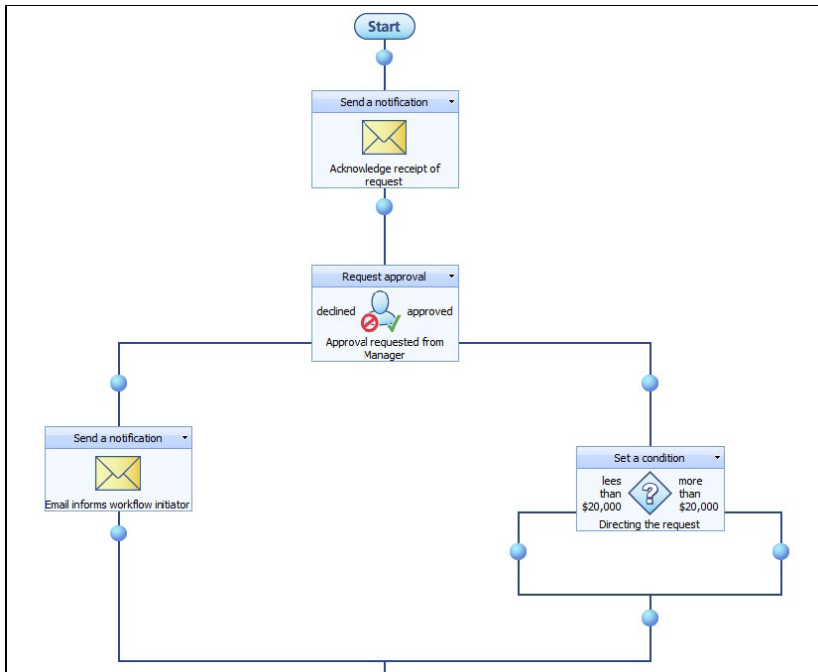 Start
Send a notification
Acknowledge receipt of
request
Request approval
declined approved
Approval requested from
Manager
Send a notification
Email informs workflow initiator
Set a condition
lees
than
$20,000
more
than
$20,000
Directing the request